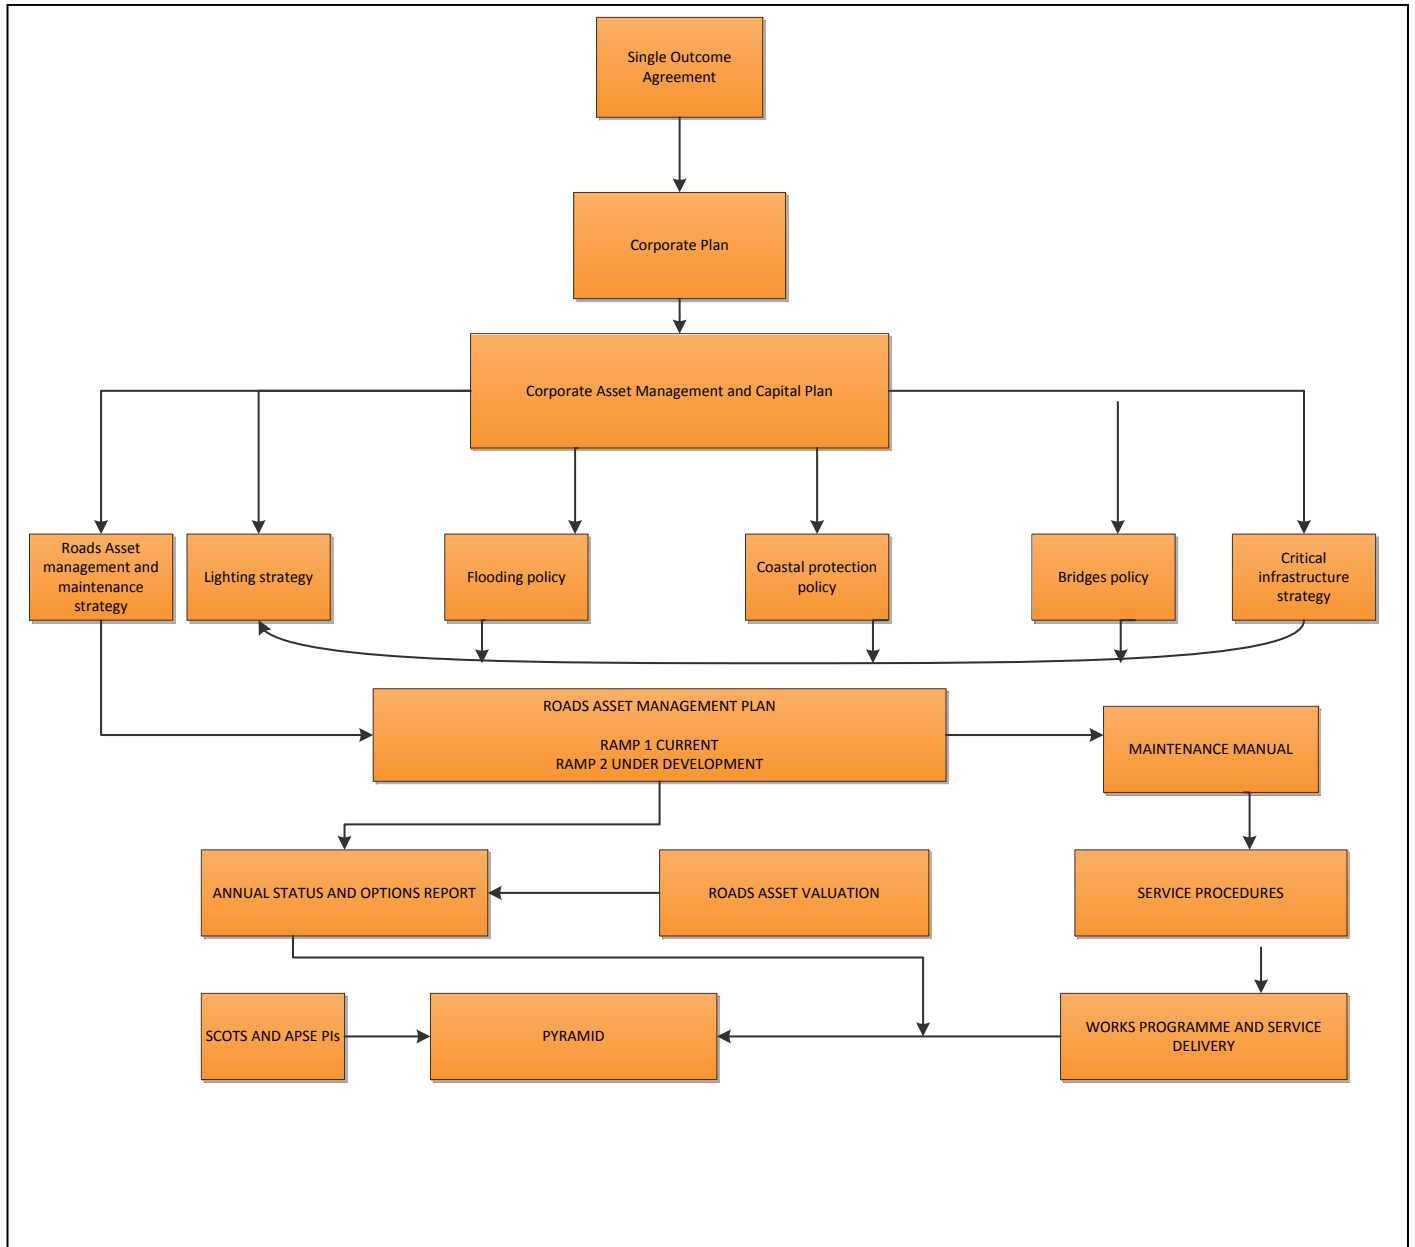 Single Outcome
Agreement
Corporate Plan
Corporate Asset Management and Capital Plan
Roads Asset
management and
maintenance
strategy
Lighting strategy
Flooding policy
Coastal protection
policy
Bridges policy
Critical
infrastructure
strategy
ROADS ASSET MANAGEMENT PLAN
RAMP 1 CURRENT
RAMP 2 UNDER DEVELOPMENT
MAINTENANCE MANUAL
ANNUAL STATUS AND OPTIONS REPORT
ROADS ASSET VALUATION
SERVICE PROCEDURES
SCOTS AND APSE PIs
PYRAMID
WORKS PROGRAMME AND SERVICE
DELIVERY